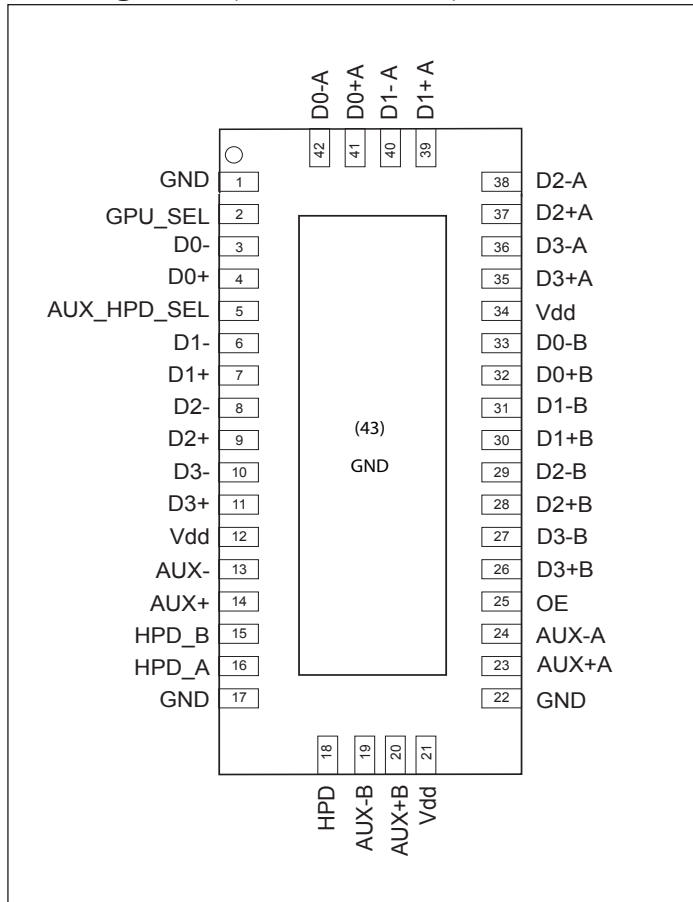 D0-A
D0+A
D1- A
D1+ A
42
41
40
39
GND 1
GPU_SEL 2
D0- 3
D0+ 4
AUX_HPD_SEL 5
D1- 6
D1+ 7
D2- 8
D2+ 9
D3- 10
D3+ 11
Vdd 12
AUX- 13
AUX+ 14
HPD_B 15
HPD_A 16
GND 17
(43)
GND
38 D2-A
37 D2+A
36 D3-A
35 D3+A
34 Vdd
33 D0-B
32 D0+B
31 D1-B
30 D1+B
29 D2-B
28 D2+B
27 D3-B
26 D3+B
25 OE
24 AUX-A
23 AUX+A
22 GND
18
19
20
21
HPD
AUX-B
AUX+B
Vdd